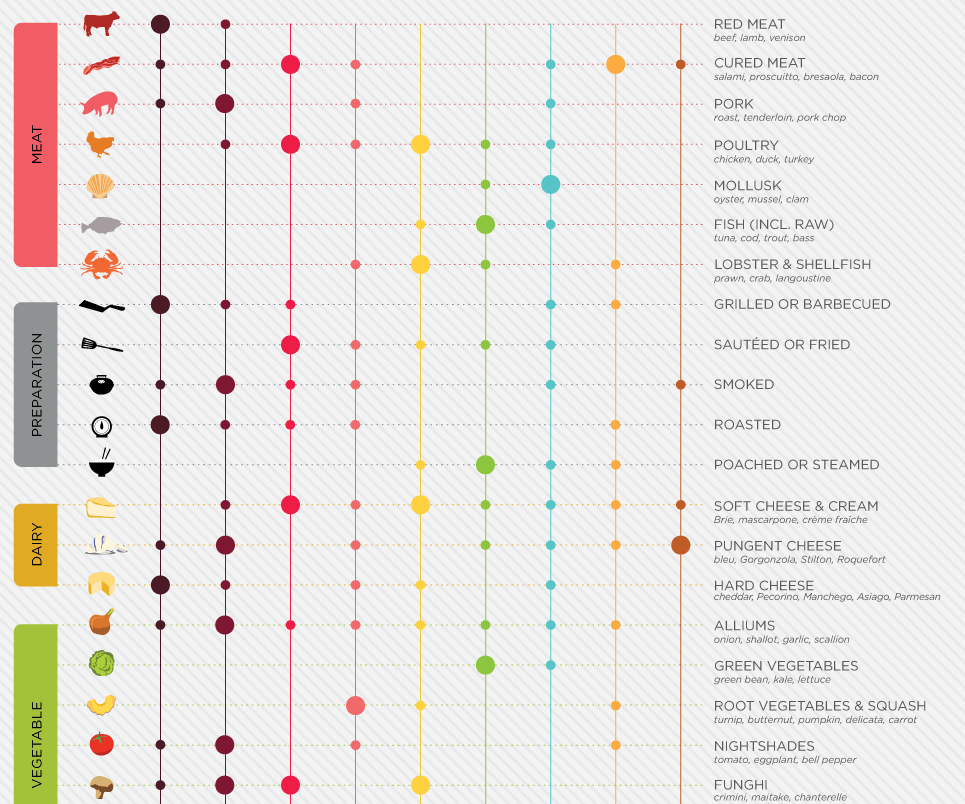 MEAT
RED MEAT
beef, lamb, venison
CURED MEAT
salami, proscuitto, bresaola, bacon
PORK
roast, tenderloin, pork chop
POULTRY
chicken, duck, turkey
MOLLUSK
oyster, mussel, clam
FISH (INCL. RAW)
tuna, cod, trout, bass
LOBSTER & SHELLFISH
prawn, crab, langoustine
PREPARATION
GRILLED OR BARBECUED
SAUTÉED OR FRIED
SMOKED
ROASTED
POACHED OR STEAMED
DAIRY
SOFT CHEESE & CREAM
Brie, mascarpone, crème fraîche
PUNGENT CHEESE
bleu, Gorgonzola, Stilton, Roquefort
HARD CHEESE
cheddar, Pecorino, Manchego, Asiago, Parmesan
VEGETABLE
ALLIUMS
onion, shallot, garlic, scallion
GREEN VEGETABLES
green bean, kale, lettuce
ROOT VEGETABLES & SQUASH
turnip, butternut, pumpkin, delicata, carrot
NIGHTSHADES
tomato, eggplant, bell pepper
FUNGHI
crimini, maitake, chanterelle